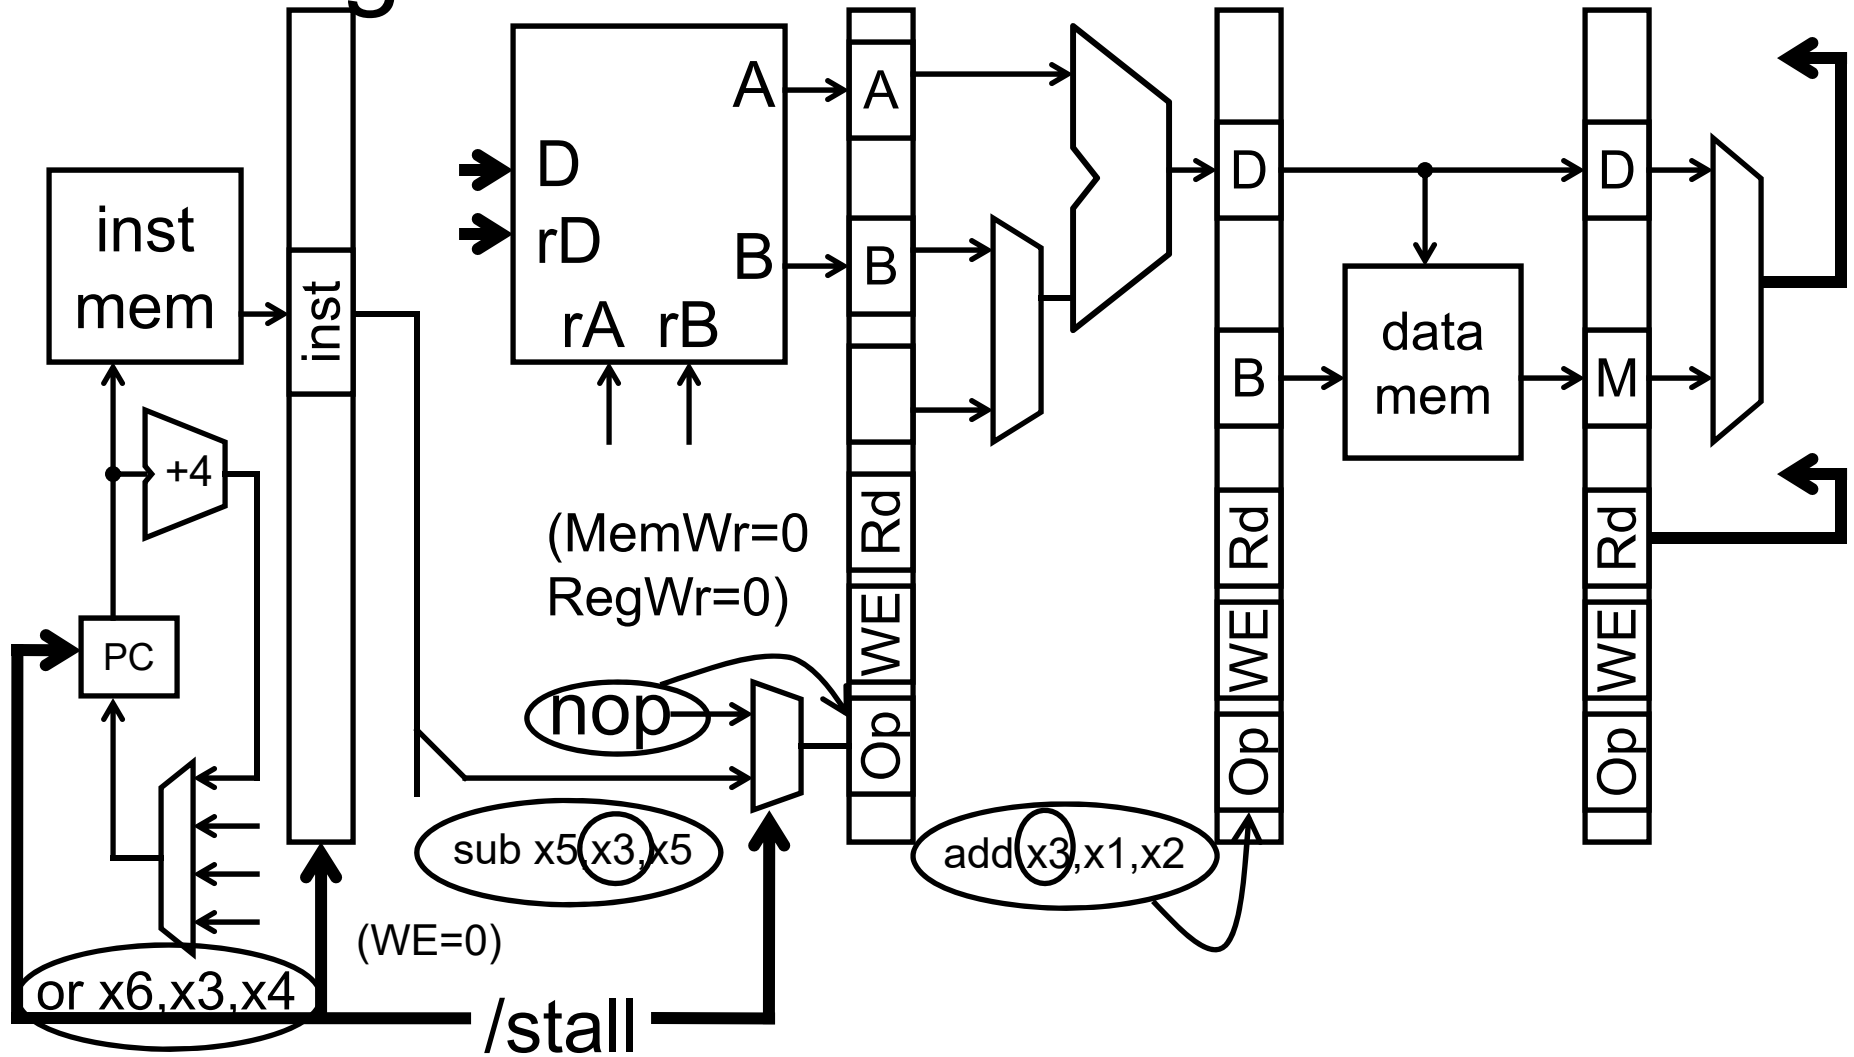 g
inst
mem
+4
PC
inst
A
D
rD
B
rA rB
(MemWr=0
RegWr=0)
nop
A
B
Rd
WE
Op
D
B
Rd
WE
Op
data
mem
D
M
Rd
WE
Op
sub x5,x3,x5
add x3,x1,x2
(WE=0)
or x6,x3,x4
/stall